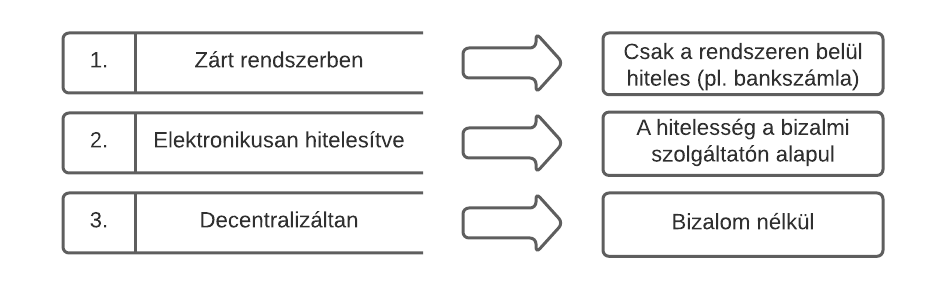 1.
Zárt rendszerben
Csak a rendszeren belül
hiteles (pl. bankszámla)
2.
Elektronikusan hitelesítve
A hitelesség a bizalmi
szolgáltatón alapul
3.
Decentralizáltan
Bizalom nélkül